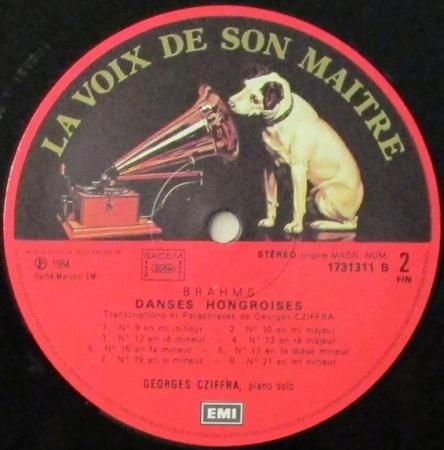 LA VOIX DE SON MAITRE
SACEM
STÉRÉO origine MAGN. NUM.
1731311 B
2
FIN
℗ 1984
Pathé Marconi EMI
BRAHMS
DANSES HONGROISES
Transcriptions et Paraphrases de Georges CZIFFRA
1. N° 9 en mi mineur - 2. N° 10 en mi majeur
3. N° 12 en ré mineur - 4. N° 13 en ré majeur
5. N° 16 en fa mineur - 6. N° 17 en fa dièse mineur
7. N° 19 en si mineur - 8. N° 21 en mi mineur
GEORGES CZIFFRA, piano solo
EMI